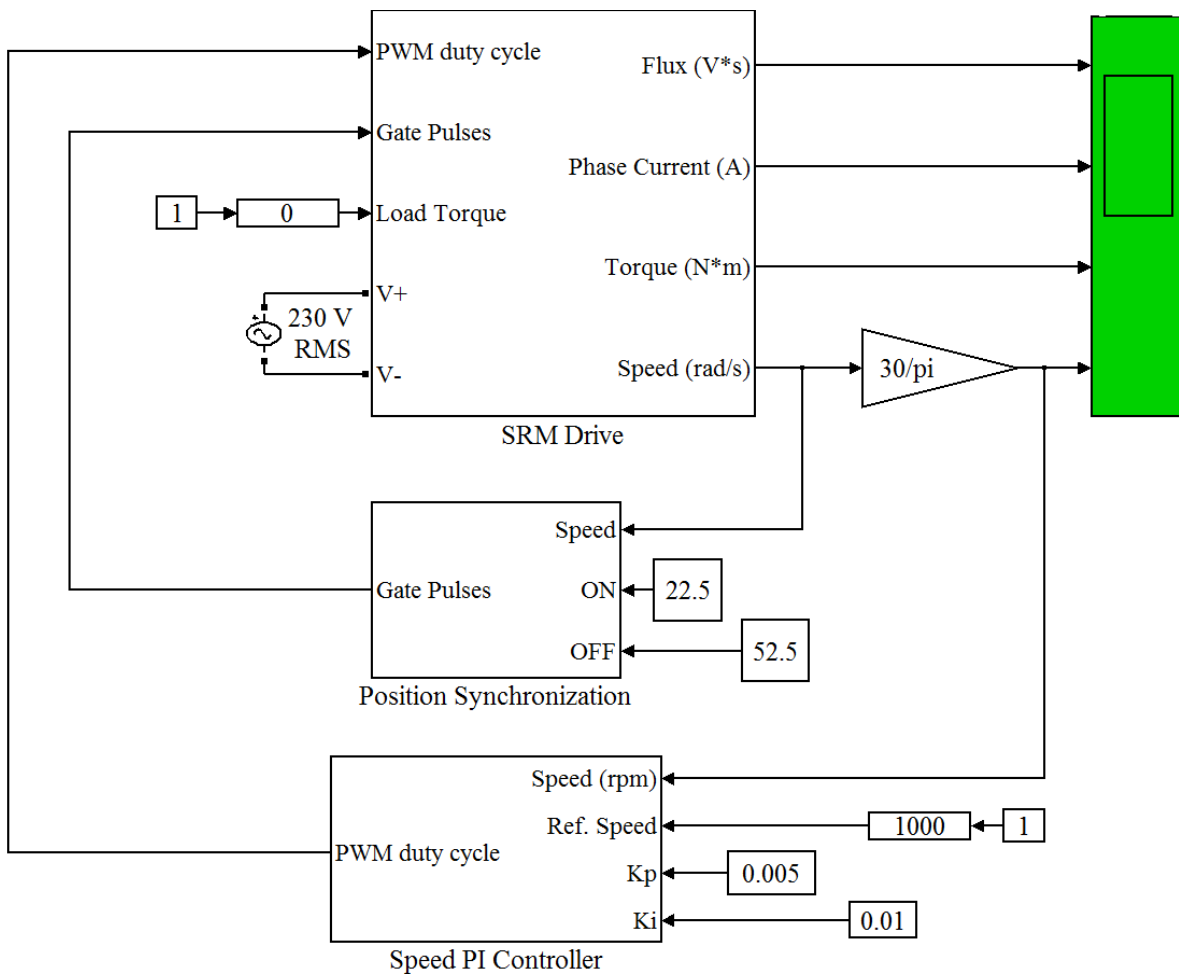 PWM duty cycle
Flux (V*s)
Gate Pulses
Phase Current (A)
1
0
Load Torque
Torque (N*m)
V+
230 V
RMS
V-
Speed (rad/s)
30/pi
SRM Drive
Speed
Gate Pulses
ON
22.5
OFF
52.5
Position Synchronization
Speed (rpm)
Ref. Speed
1000
1
PWM duty cycle
Kp
0.005
Ki
0.01
Speed PI Controller